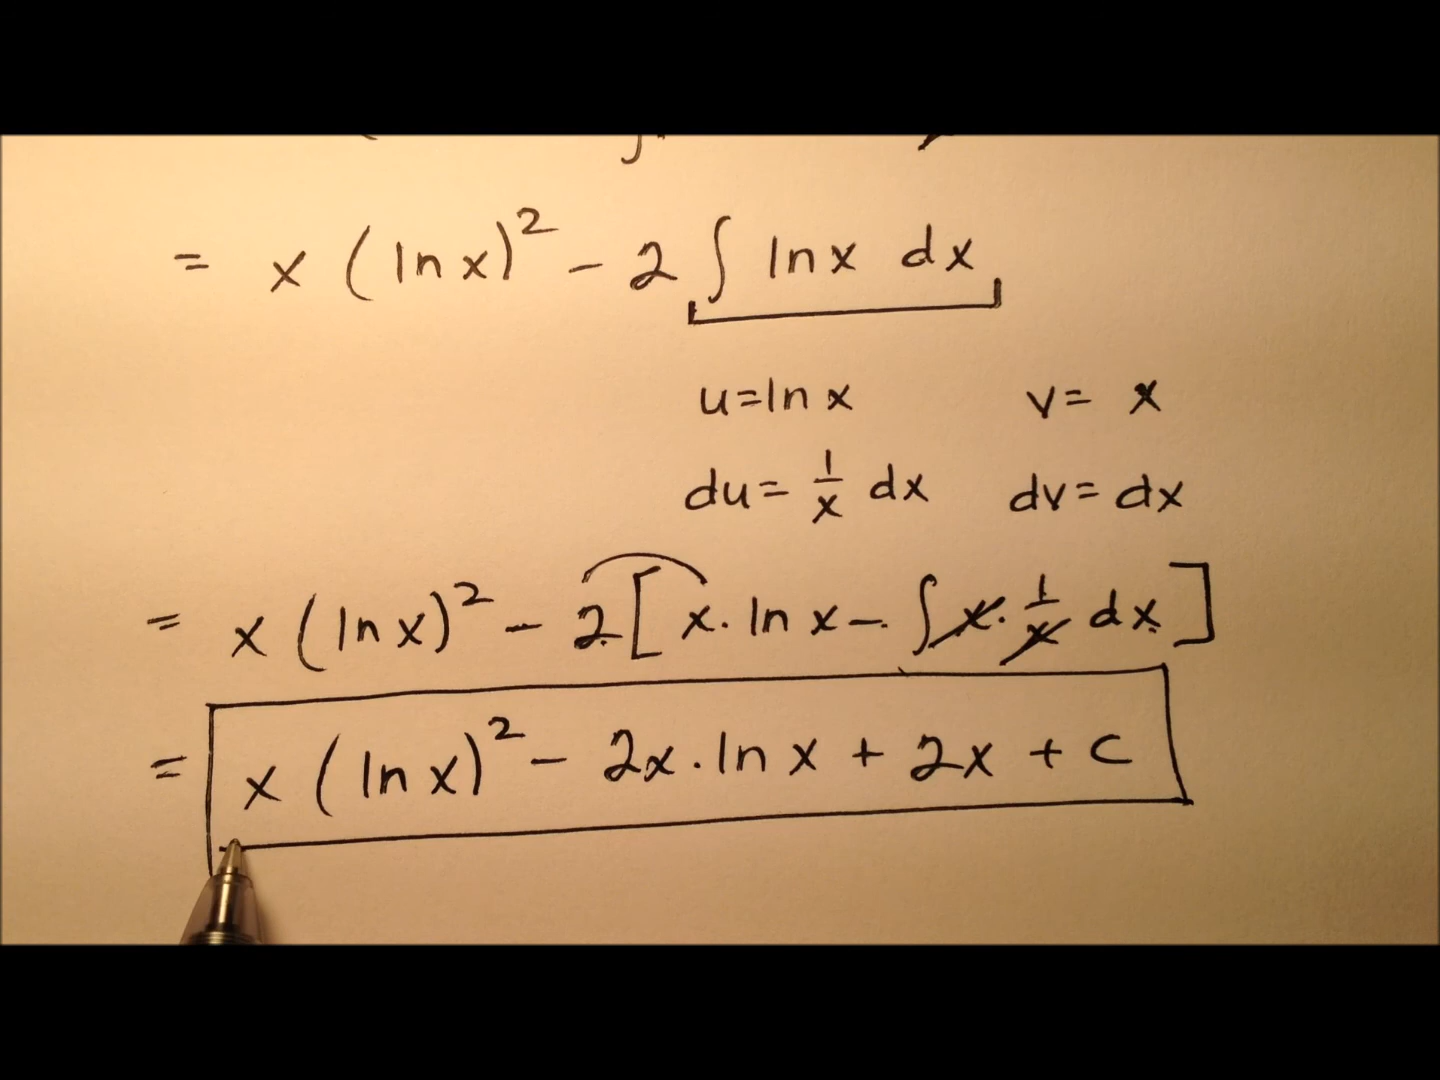 = x (ln x)² - 2 ∫ ln x dx
u = ln x v = x
du = 1/x dx dv = dx
= x (ln x)² - 2 [ x · ln x - ∫ x · 1/x dx ]
= x (ln x)² - 2x · ln x + 2x + c